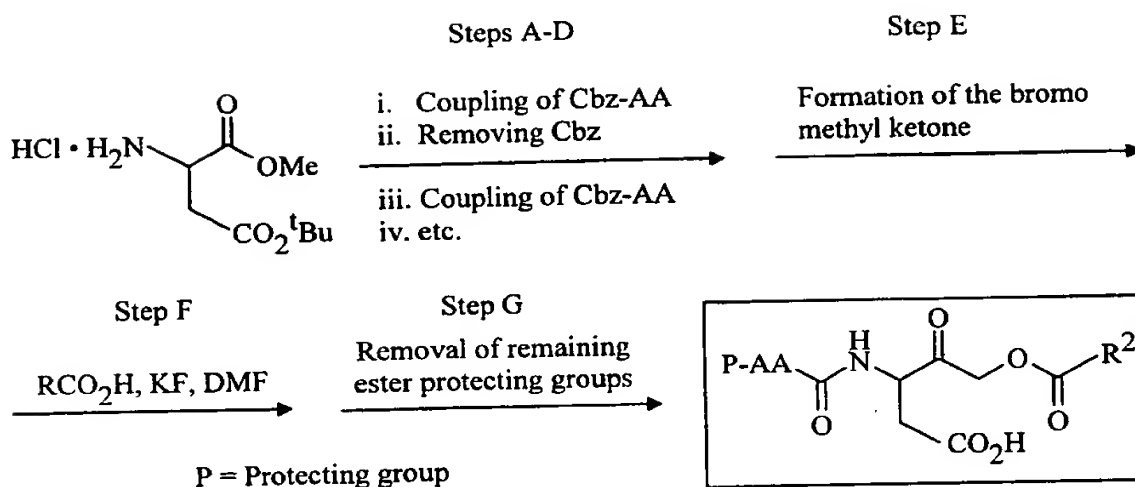 Steps A-D
Step E
i. Coupling of Cbz-AA
ii. Removing Cbz
iii. Coupling of Cbz-AA
iv. etc.
Formation of the bromo
methyl ketone
HCl • H2N
O
OMe
CO2tBu
Step F
RCO2H, KF, DMF
Step G
Removal of remaining
ester protecting groups
P = Protecting group
P-AA
O
H
N
O
CO2H
O
O
R2